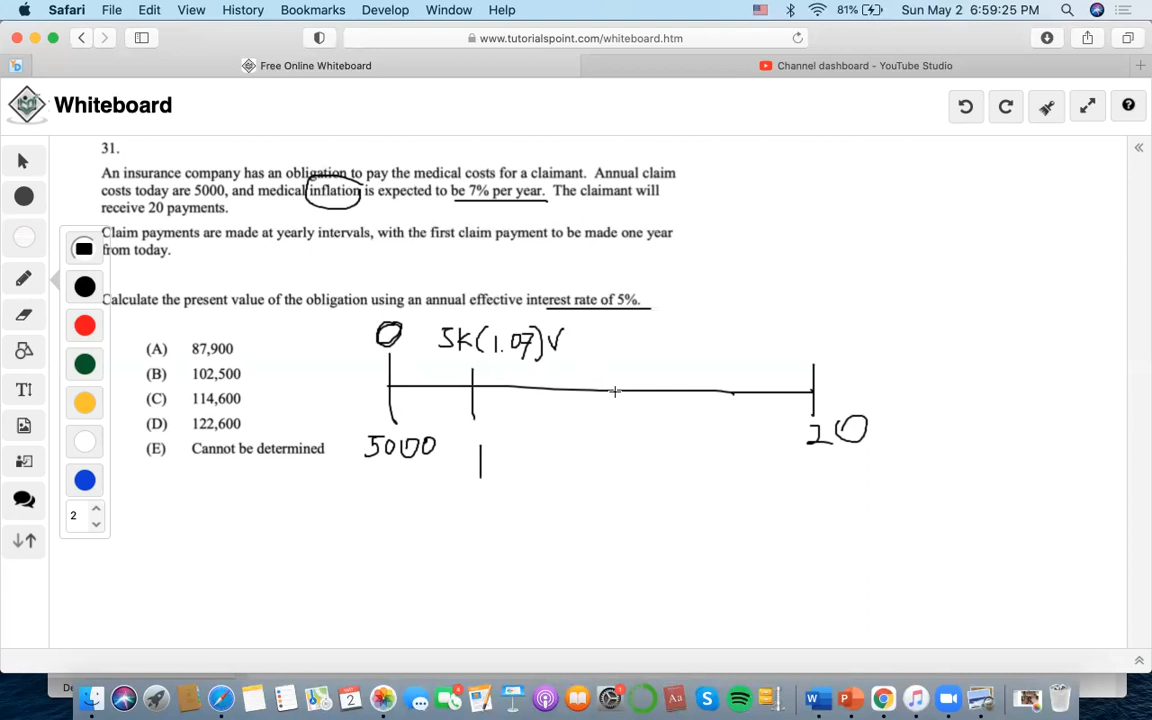 Safari File Edit View History Bookmarks Develop Window Help 81% Sun May 2 6:59:25 PM
www.tutorialspoint.com/whiteboard.htm
Free Online Whiteboard Channel dashboard - YouTube Studio
Whiteboard
31.
An insurance company has an obligation to pay the medical costs for a claimant. Annual claim
costs today are 5000, and medical inflation is expected to be 7% per year. The claimant will
receive 20 payments.
Claim payments are made at yearly intervals, with the first claim payment to be made one year
from today.
Calculate the present value of the obligation using an annual effective interest rate of 5%.
0 5K(1.07)V
(A) 87,900
(B) 102,500
(C) 114,600
(D) 122,600
(E) Cannot be determined
5000 1 20
T
2